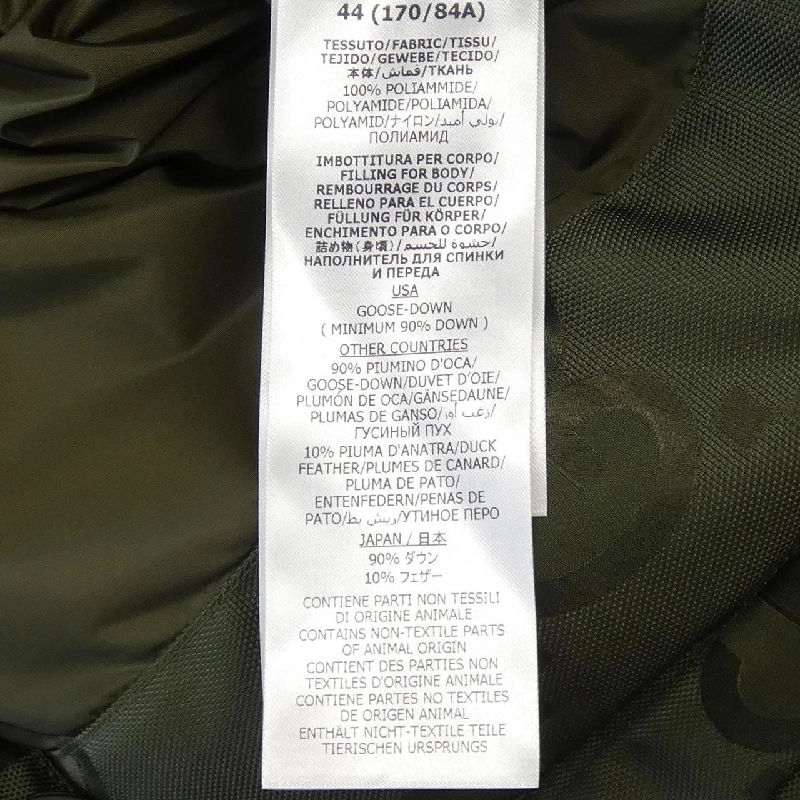 44 (170/84A)
TESSUTO/FABRIC/TISSU/
TEJIDO/GEWEBE/TECIDO/
本体/قماش/ТКАНЬ
100% POLIAMMIDE/
POLYAMIDE/POLIAMIDA/
POLYAMID/ナイロン/بولي أميد/
ПОЛИАМИД
IMBOTTITURA PER CORPO/
FILLING FOR BODY/
REMBOURRAGE DU CORPS/
RELLENO PARA EL CUERPO/
FÜLLUNG FÜR KÖRPER/
ENCHIMENTO PARA O CORPO/
詰め物(身頃)/حشوة للجسم/
НАПОЛНИТЕЛЬ ДЛЯ СПИНКИ
И ПЕРЕДА
USA
GOOSE-DOWN
( MINIMUM 90% DOWN )
OTHER COUNTRIES
90% PIUMINO D'OCA/
GOOSE-DOWN/DUVET D'OIE/
PLUMÓN DE OCA/GÄNSEDAUNE/
PLUMAS DE GANSO/زغب أوز/
ГУСИНЫЙ ПУХ
10% PIUMA D'ANATRA/DUCK
FEATHER/PLUMES DE CANARD/
PLUMA DE PATO/
ENTENFEDERN/PENAS DE
PATO/ريش بط/УТИНОЕ ПЕРО
JAPAN / 日本
90% ダウン
10% フェザー
CONTIENE PARTI NON TESSILI
DI ORIGINE ANIMALE
CONTAINS NON-TEXTILE PARTS
OF ANIMAL ORIGIN
CONTIENT DES PARTIES NON
TEXTILES D'ORIGINE ANIMALE
CONTIENE PARTES NO TEXTILES
DE ORIGEN ANIMAL
ENTHÄLT NICHT-TEXTILE TEILE
TIERISCHEN URSPRUNGS